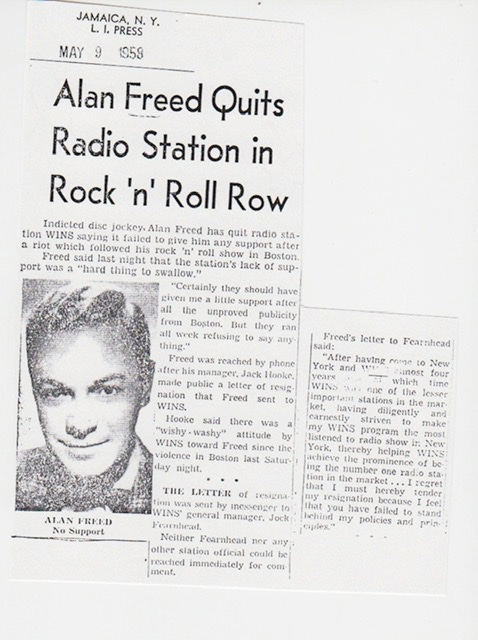 JAMAICA, N. Y.
L. I. PRESS
MAY 9 1958
Alan Freed Quits
Radio Station in
Rock 'n' Roll Row
Indicted disc jockey Alan Freed has quit radio sta-
tion WINS saying it failed to give him any support after
a riot which followed his rock 'n' roll show in Boston.
Freed said last night that the station's lack of sup-
port was a "hard thing to swallow."
"Certainly they should have
given me a little support after
all the unproved publicity
from Boston. But they ran
all week refusing to say any-
thing."
Freed was reached by phone
after his manager, Jack Hooke,
made public a letter of resig-
nation that Freed sent to
WINS.
Hooke said there was a
"wishy-washy" attitude by
WINS toward Freed since the
violence in Boston last Satur-
day night.
• • •
THE LETTER of resigna-
tion was sent by messenger to
WINS' general manager, Jock
Fearnhead.
Neither Fearnhead nor any
other station official could be
reached immediately for com-
ment.
ALAN FREED
No Support
Freed's letter to Fearnhead
said:
"After having come to New
York and almost four
years which time
WINS was one of the lesser
important stations in the mar-
ket, having diligently and
earnestly striven to make
my WINS program the most
listened to radio show in New
York, thereby helping WINS
achieve the prominence of be-
ing the number one radio sta-
tion in the market . . . I regret
that I must hereby tender
my resignation because I feel
that you have failed to stand
behind my policies and prin-
ciples."